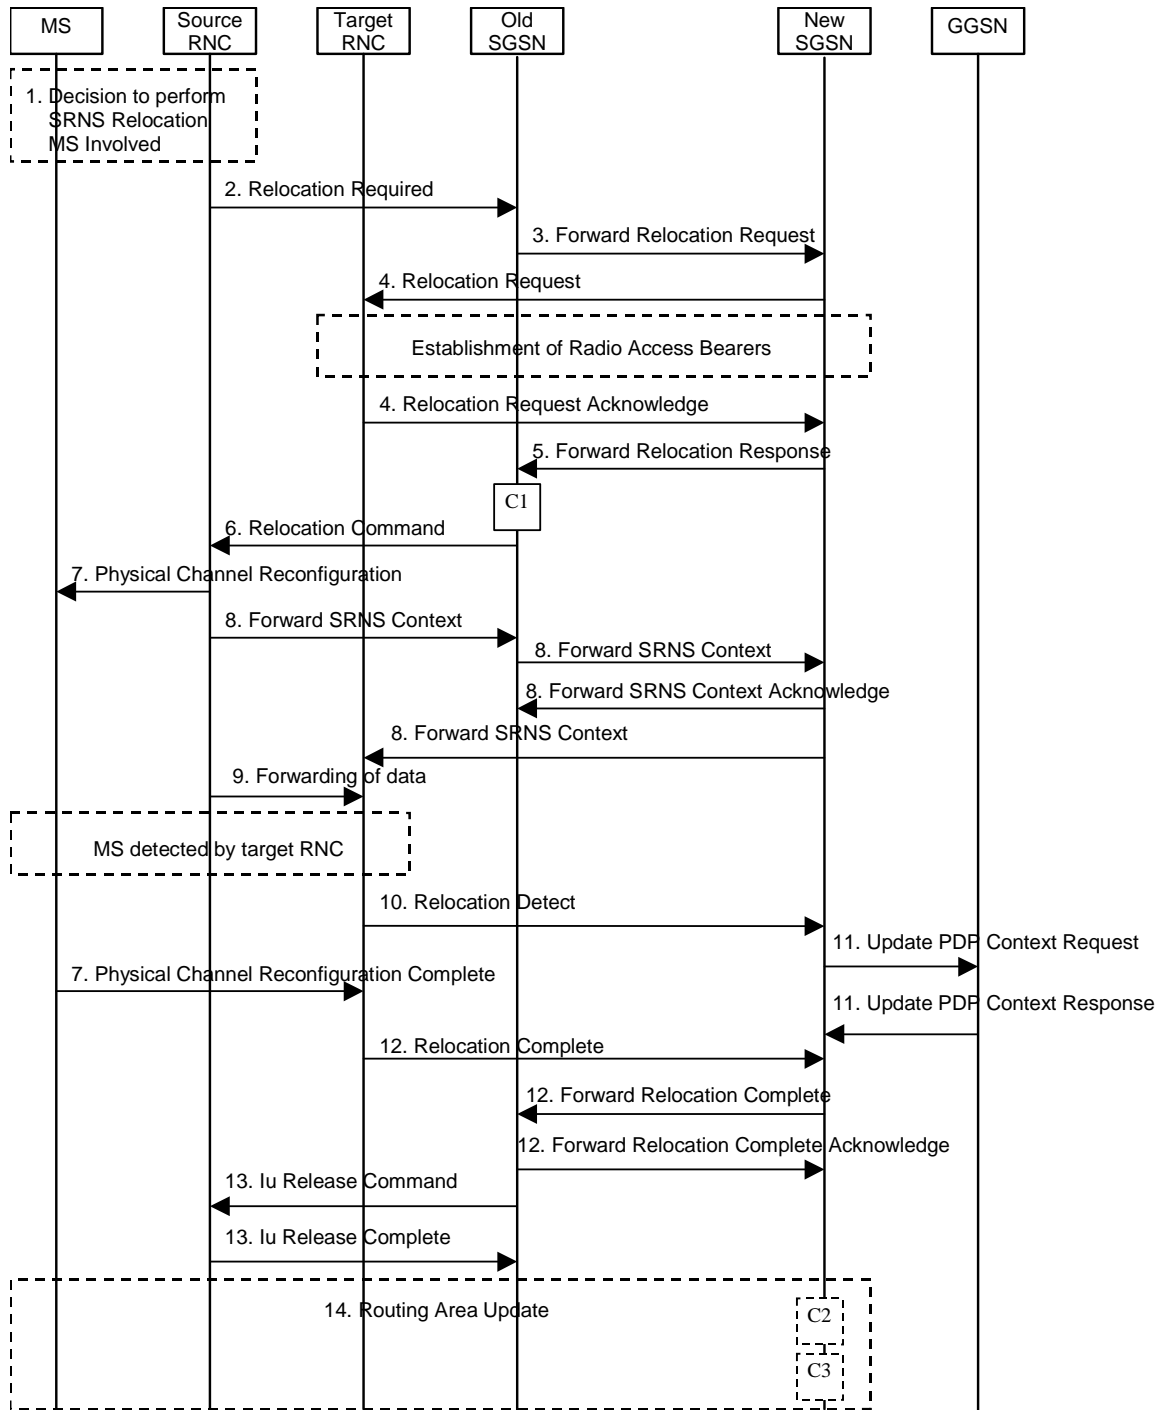 MS
Source
RNC
Target
RNC
Old
SGSN
New
SGSN
GGSN
1. Decision to perform
SRNS Relocation
MS Involved
2. Relocation Required
3. Forward Relocation Request
4. Relocation Request
Establishment of Radio Access Bearers
4. Relocation Request Acknowledge
5. Forward Relocation Response
C1
6. Relocation Command
7. Physical Channel Reconfiguration
8. Forward SRNS Context
8. Forward SRNS Context
8. Forward SRNS Context Acknowledge
8. Forward SRNS Context
9. Forwarding of data
MS detected by target RNC
10. Relocation Detect
11. Update PDP Context Request
7. Physical Channel Reconfiguration Complete
11. Update PDP Context Response
12. Relocation Complete
12. Forward Relocation Complete
12. Forward Relocation Complete Acknowledge
13. Iu Release Command
13. Iu Release Complete
14. Routing Area Update
C2
C3